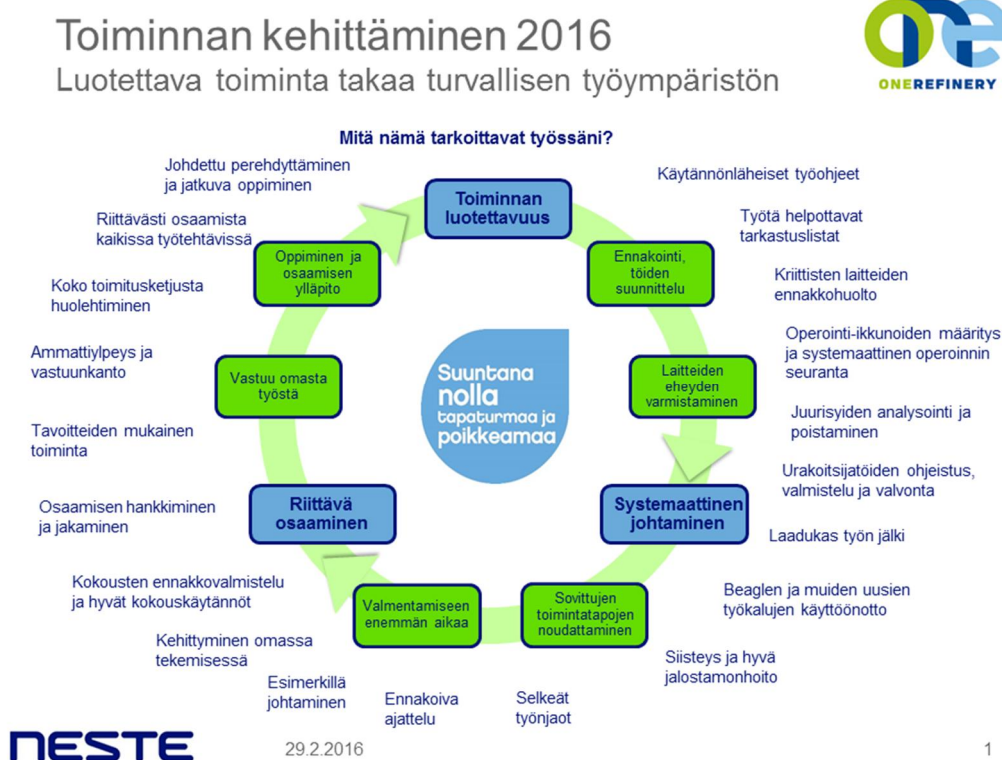 Toiminnan kehittäminen 2016
Luotettava toiminta takaa turvallisen työympäristön
one
ONEREFINERY
Mitä nämä tarkoittavat työssäni?
Toiminnan
luotettavuus
Käytännönläheiset työohjeet
Työtä helpottavat
tarkastuslistat
Ennakointi,
töiden
suunnittelu
Kriittisten laitteiden
ennakkohuolto
Operointi-ikkunoiden määritys
ja systemaattinen operoinnin
seuranta
Laitteiden
eheyden
varmistaminen
Juurisyiden analysointi ja
poistaminen
Urakoitsijatöiden ohjeistus,
valmistelu ja valvonta
Systemaattinen
johtaminen
Laadukas työn jälki
Beaglen ja muiden uusien
työkalujen käyttöönotto
Sovittujen
toimintatapojen
noudattaminen
Siisteys ja hyvä
jalostamonhoito
Selkeät
työnjaot
Ennakoiva
ajattelu
Esimerkillä
johtaminen
Valmentamiseen
enemmän aikaa
Kehittyminen omassa
tekemisessä
Kokousten ennakkovalmistelu
ja hyvät kokouskäytännöt
Riittävä
osaaminen
Osaamisen hankkiminen
ja jakaminen
Tavoitteiden mukainen
toiminta
Vastuu omasta
työstä
Ammattiylpeys ja
vastuunkanto
Koko toimitusketjusta
huolehtiminen
Oppiminen ja
osaamisen
ylläpito
Riittävästi osaamista
kaikissa työtehtävissä
Johdettu perehdyttäminen
ja jatkuva oppiminen
Suuntana
nolla
tapaturmaa ja
poikkeamaa
NESTE
29.2.2016
1